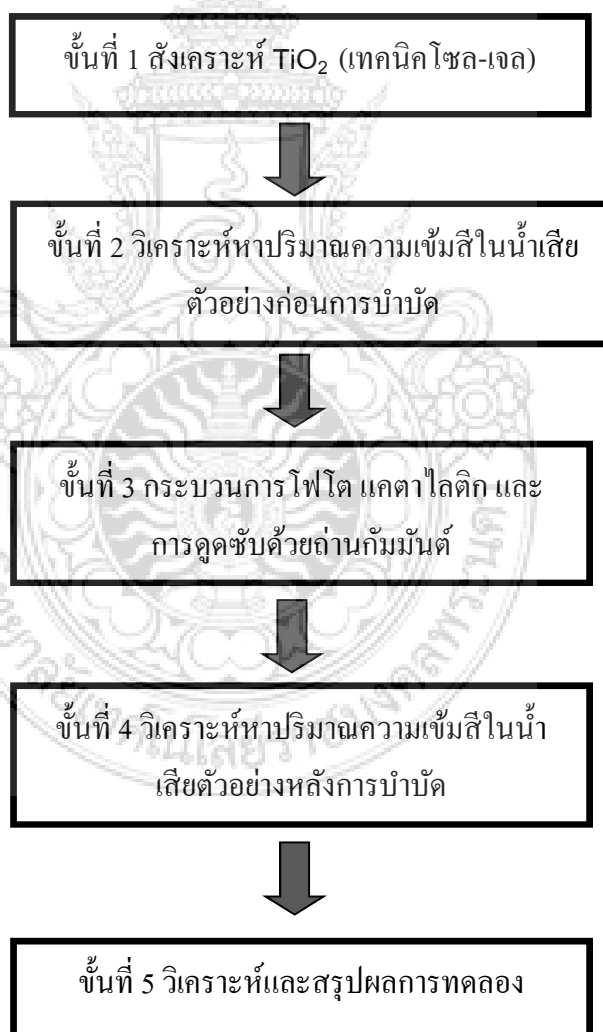 ขั้นที่ 1 สังเคราะห์ TiO₂ (เทคนิคโซล-เจล)
ขั้นที่ 2 วิเคราะห์หาปริมาณความเข้มสีในน้ำเสีย
ตัวอย่างก่อนการบำบัด
ขั้นที่ 3 กระบวนการโฟโต แคตาไลติก และ
การดูดซับด้วยถ่านกัมมันต์
ขั้นที่ 4 วิเคราะห์หาปริมาณความเข้มสีในน้ำ
เสียตัวอย่างหลังการบำบัด
ขั้นที่ 5 วิเคราะห์และสรุปผลการทดลอง